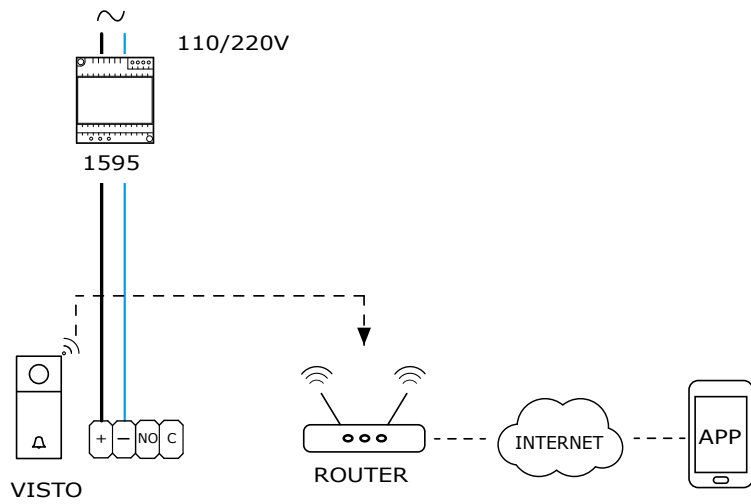 110/220V
1595
+ – NO C
VISTO
ROUTER
INTERNET
APP